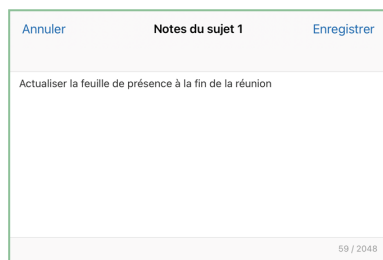 Annuler Notes du sujet 1 Enregistrer
Actualiser la feuille de présence à la fin de la réunion
59 / 2048